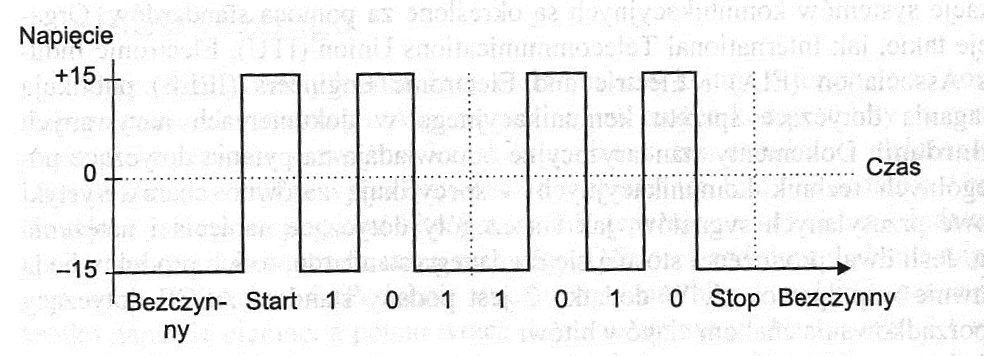 Napięcie
+15
0
Czas
–15
Bezczyn-
ny
Start 1 0 1 1 0 1 0 Stop Bezczynny